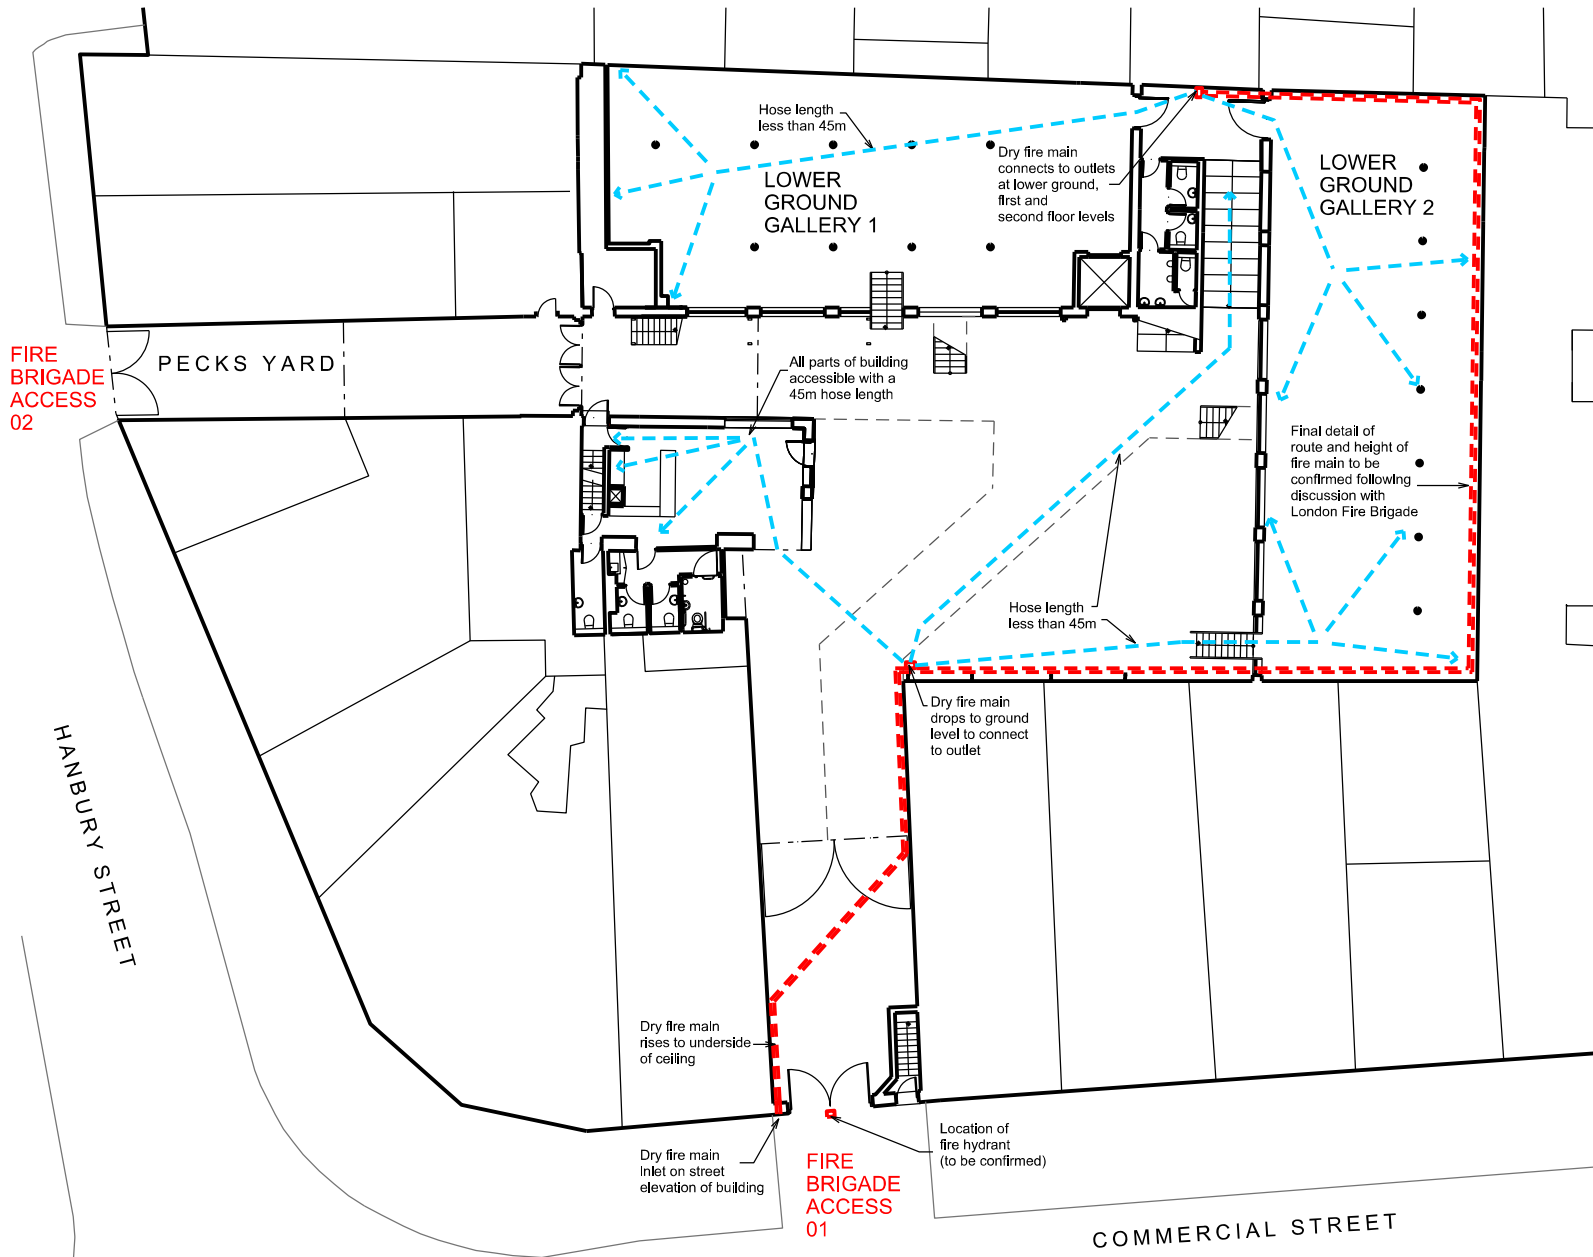 Hose length
less than 45m
Dry fire main
connects to outlets
at lower ground,
first and
second floor levels
LOWER
GROUND
GALLERY 1
LOWER
GROUND
GALLERY 2
FIRE
BRIGADE
ACCESS
02
PECKS YARD
All parts of building
accessible with a
45m hose length
Final detail of
route and height of
fire main to be
confirmed following
discussion with
London Fire Brigade
Hose length
less than 45m
Dry fire main
drops to ground
level to connect
to outlet
HANBURY STREET
Dry fire main
rises to underside
of ceiling
Dry fire main
Inlet on street
elevation of building
FIRE
BRIGADE
ACCESS
01
Location of
fire hydrant
(to be confirmed)
COMMERCIAL STREET